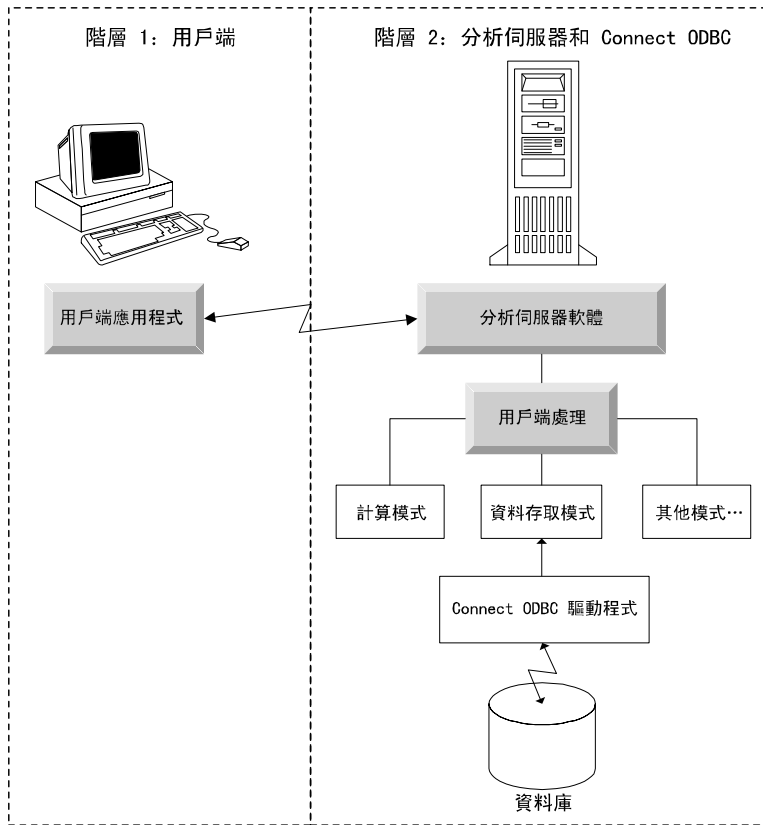 階層 1: 用戶端
階層 2: 分析伺服器和 Connect ODBC
用戶端應用程式
分析伺服器軟體
用戶端處理
計算模式
資料存取模式
其他模式…
Connect ODBC 驅動程式
資料庫